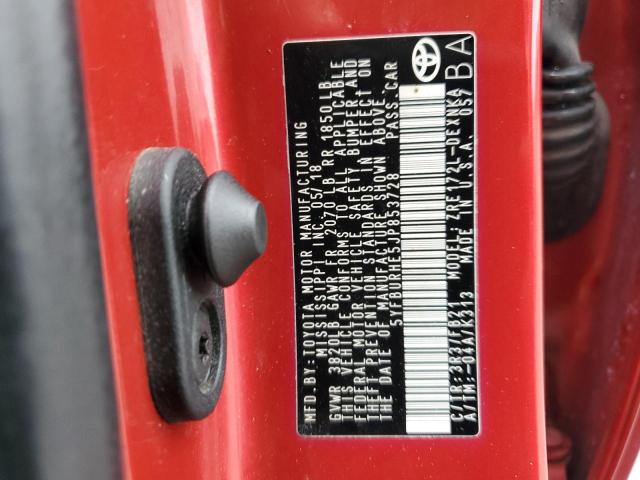 MFD. BY: TOYOTA MOTOR MANUFACTURING
MISSISSIPPI INC. 05/18
GVWR 3820LB GAWR FR 2070 LB RR 1850 LB
THIS VEHICLE CONFORMS TO ALL APPLICABLE
FEDERAL MOTOR VEHICLE SAFETY, BUMPER AND
THEFT PREVENTION STANDARDS IN EFFECT ON
THE DATE OF MANUFACTURE SHOWN ABOVE.
5YFBURHE5JP853728 PASS. CAR
C/TR: 3R3/FB21 MODEL: ZRE172L-DEXNKA
A/TM: -01A/K313 MADE IN U.S.A. 05
BA